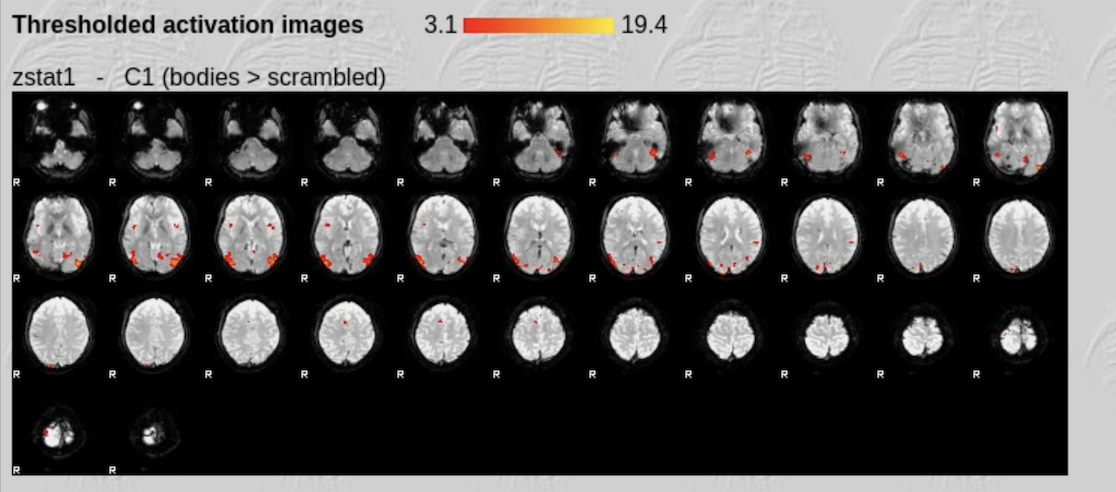 Thresholded activation images 3.1 19.4
zstat1 - C1 (bodies > scrambled)
R R R R R R R R R R R
R R R R R R R R R R R
R R R R R R R R R R R
R R